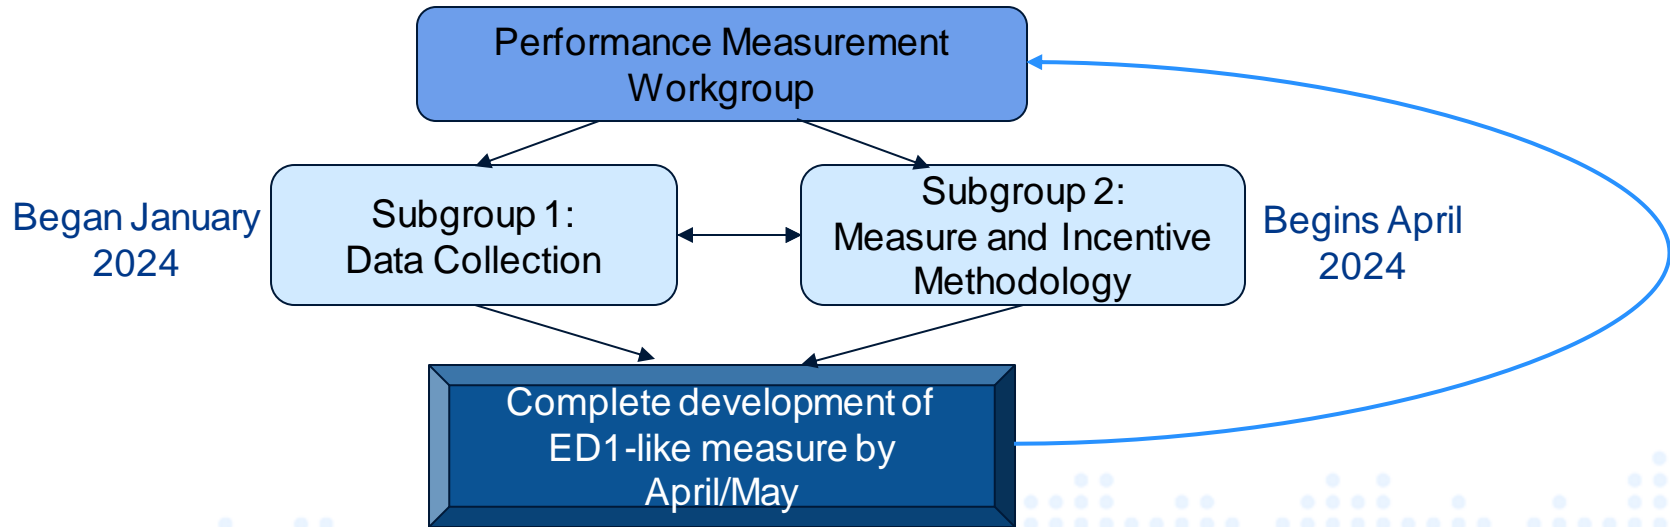 Performance Measurement
Workgroup
Began January
2024
Subgroup 1:
Data Collection
Subgroup 2:
Measure and Incentive
Methodology
Begins April
2024
Complete development of
ED1-like measure by
April/May